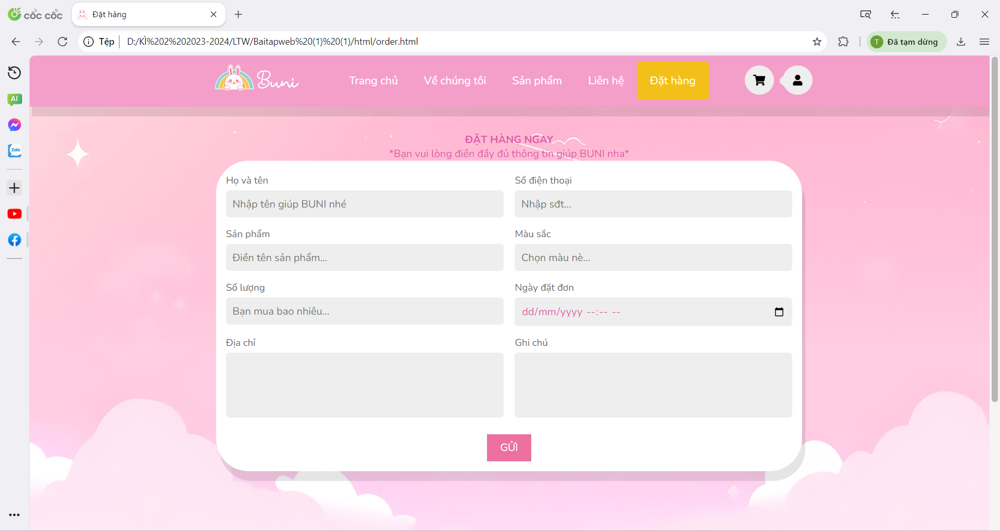 cốc cốc
Đặt hàng
Tệp
D:/KÌ%202%202023-2024/LTW/Baitapweb%20(1)%20(1)/html/order.html
T
Đã tạm dừng
AI
Zalo
Buni
Trang chủ
Về chúng tôi
Sản phẩm
Liên hệ
Đặt hàng
ĐẶT HÀNG NGAY
*Bạn vui lòng điền đầy đủ thông tin giúp BUNI nha*
Họ và tên
Số điện thoại
Nhập tên giúp BUNI nhé
Nhập sđt...
Sản phẩm
Màu sắc
Điền tên sản phẩm...
Chọn màu nè...
Số lượng
Ngày đặt đơn
Bạn mua bao nhiêu...
dd/mm/yyyy --:-- --
Địa chỉ
Ghi chú
GỬI